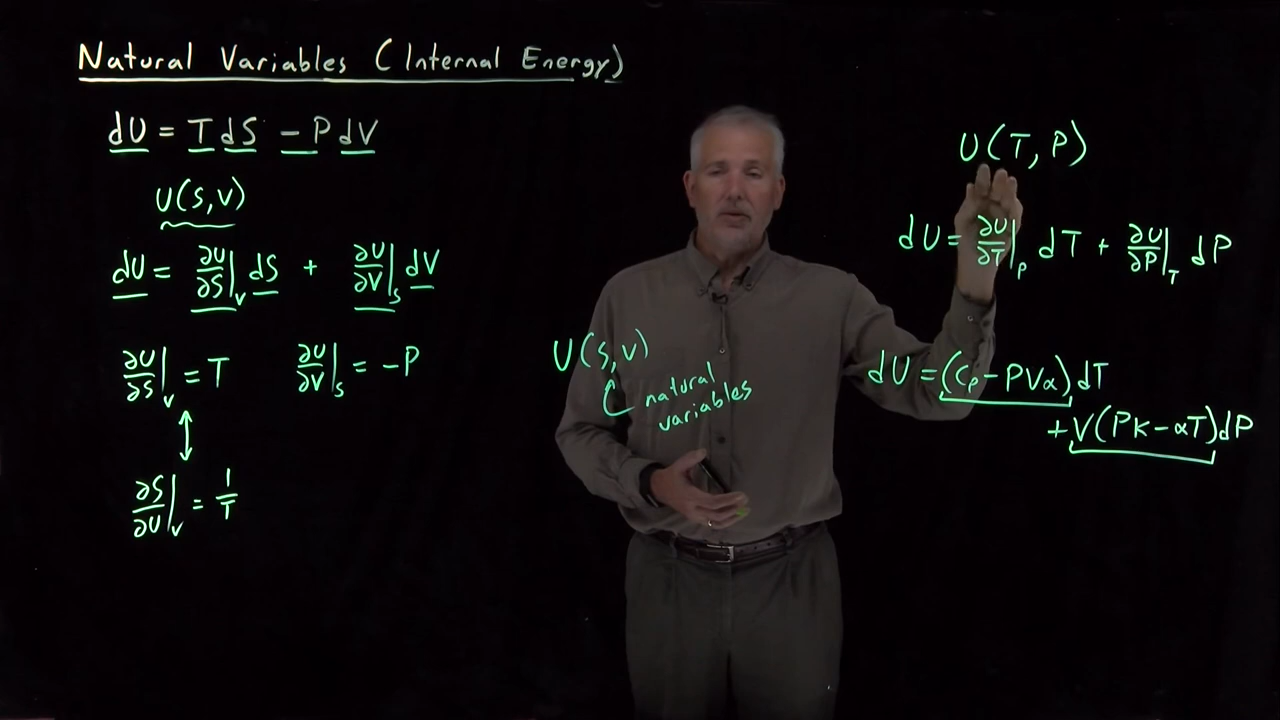 Natural Variables (Internal Energy)
dU = TdS - PdV
U(S,V)
dU = ∂U/∂S|_V dS + ∂U/∂V|_S dV
∂U/∂S|_V = T   ∂U/∂V|_S = -P
↕
∂S/∂U|_V = 1/T
U(S,V)
natural
variables
U(T,P)
dU = ∂U/∂T|_P dT + ∂U/∂P|_T dP
dU = (C_P - PVα)dT
+ V(Pκ - αT)dP